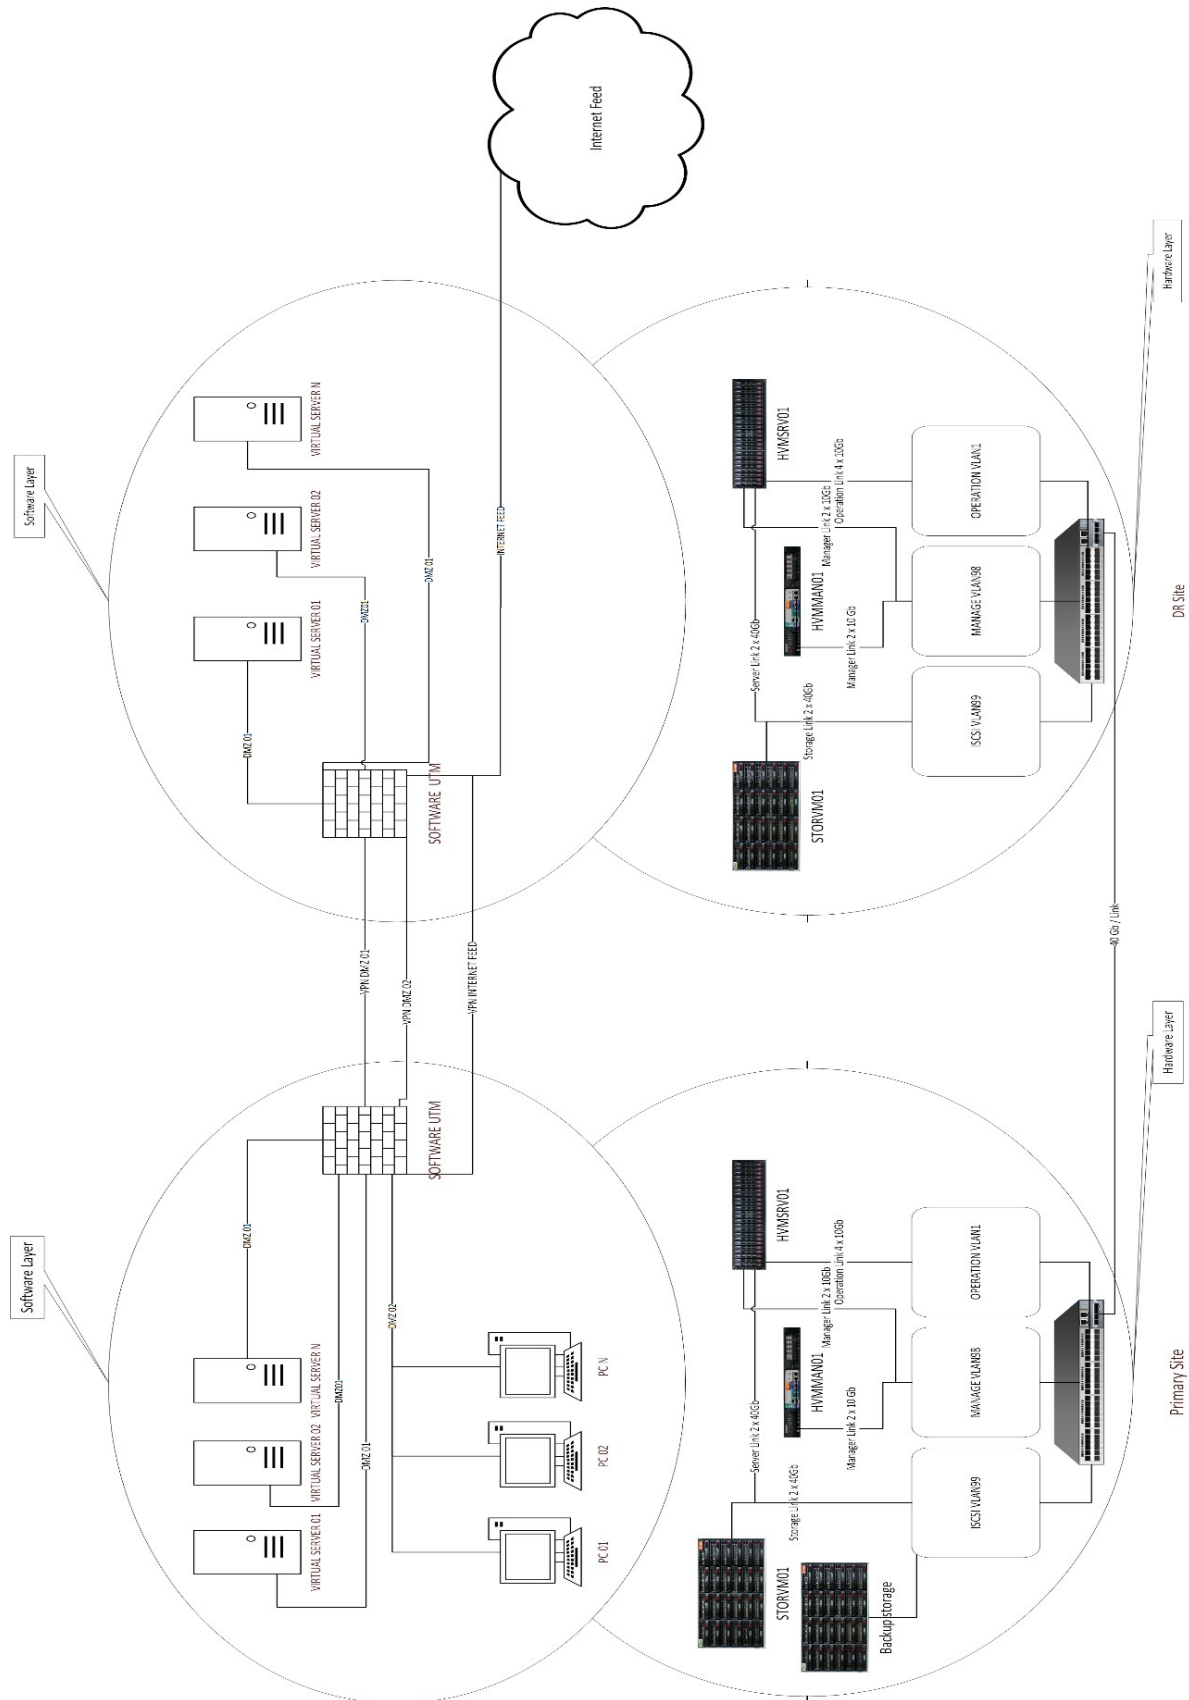 Software Layer
VIRTUAL SERVER 01
VIRTUAL SERVER 02
VIRTUAL SERVER N
DMZ 01
DMZ01
DMZ 01
DMZ 02
PC 01
PC 02
PC N
SOFTWARE UTM
VPN DMZ 01
VPN DMZ 02
VPN INTERNET FEED
Software Layer
VIRTUAL SERVER 01
VIRTUAL SERVER 02
VIRTUAL SERVER N
DMZ 01
DMZ01
DMZ 01
SOFTWARE UTM
INTERNET FEED
Internet Feed
STORVM01
Backup storage
Storage Link 2 x 40Gb
Server Link 2 x 40Gb
HVMMAN01
Manager Link 2 x 10 Gb
HVMSRV01
Manager Link 2 x 10Gb
Operation Link 4 x 10Gb
ISCSI VLAN99
MANAGE VLAN98
OPERATION VLAN1
Hardware Layer
Primary Site
40 Gb / Link
STORVM01
Storage Link 2 x 40Gb
Server Link 2 x 40Gb
HVMMAN01
Manager Link 2 x 10 Gb
HVMSRV01
Manager Link 2 x 10Gb
Operation Link 4 x 10Gb
ISCSI VLAN99
MANAGE VLAN98
OPERATION VLAN1
Hardware Layer
DR Site